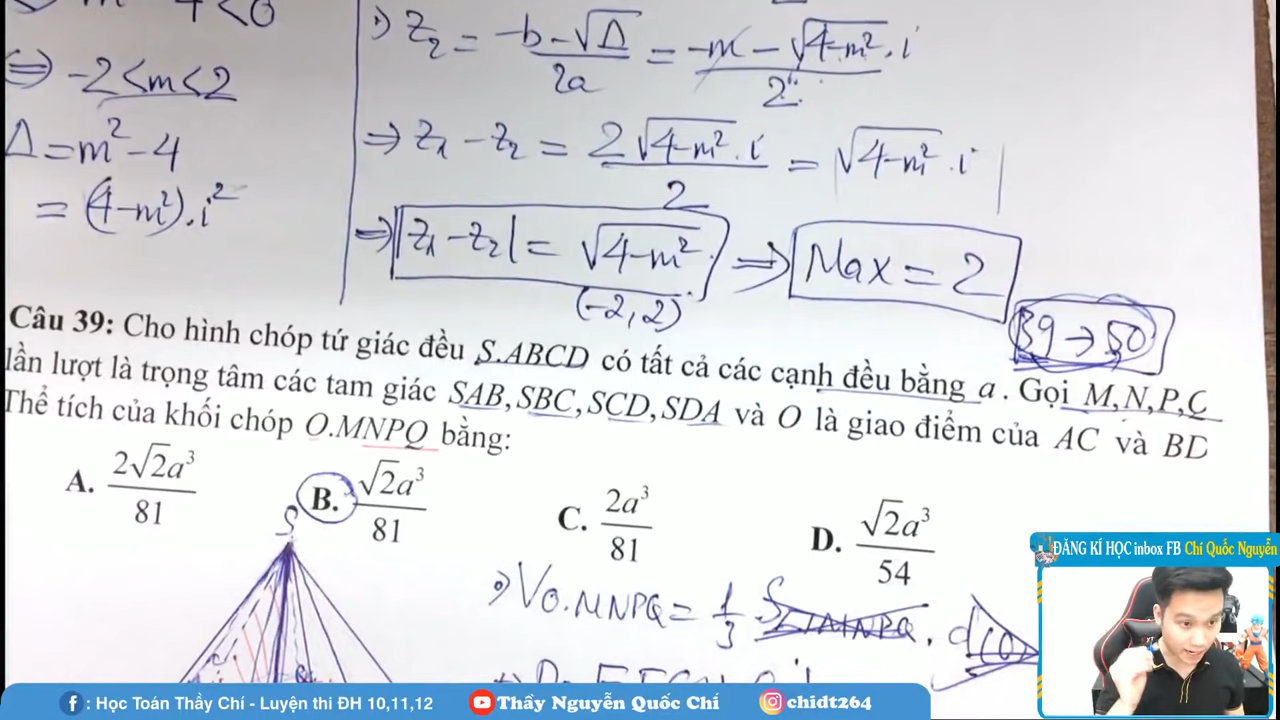 -4<0
⇔ -2<m<2
Δ=m²-4
= (4-m²).i²
z₂ = (-b-√Δ)/2a = (-m-√(4-m²).i)/2
⇒ z₁ - z₂ = 2√(4-m²).i/2 = √(4-m²).i
⇒ |z₁-z₂| = √(4-m²) ⇒ Max = 2
(-2,2)
39→50
Câu 39: Cho hình chóp tứ giác đều S.ABCD có tất cả các cạnh đều bằng a. Gọi M,N,P,Q
lần lượt là trọng tâm các tam giác SAB,SBC,SCD,SDA và O là giao điểm của AC và BD
Thể tích của khối chóp O.MNPQ bằng:
A. 2√2a³/81 B. √2a³/81 C. 2a³/81 D. √2a³/54
S
V O.MNPQ = 1/3 S MNPQ . d(O
ĐĂNG KÍ HỌC inbox FB Chí Quốc Nguyễn
: Học Toán Thầy Chí - Luyện thi ĐH 10,11,12 Thầy Nguyễn Quốc Chí chidt264